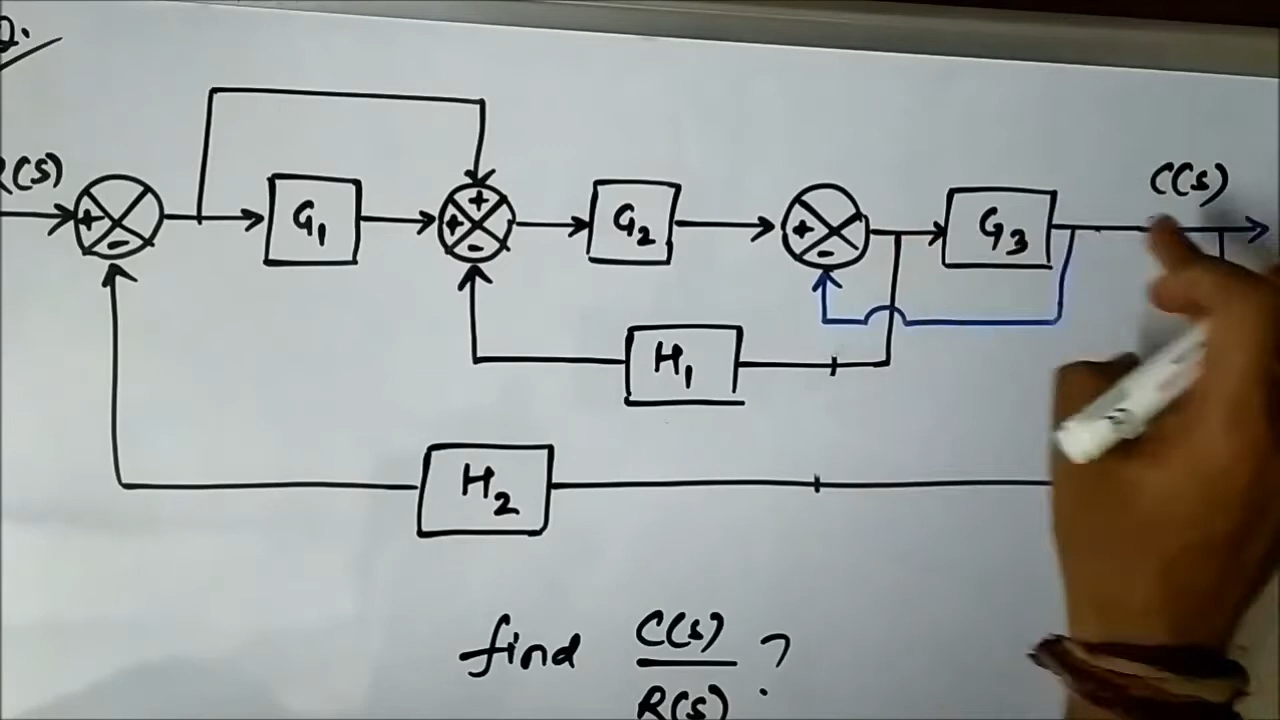 Q.
R(S)
+
-
G1
+
+
-
G2
+
-
G3
C(S)
H1
H2
find C(S)/R(S) ?